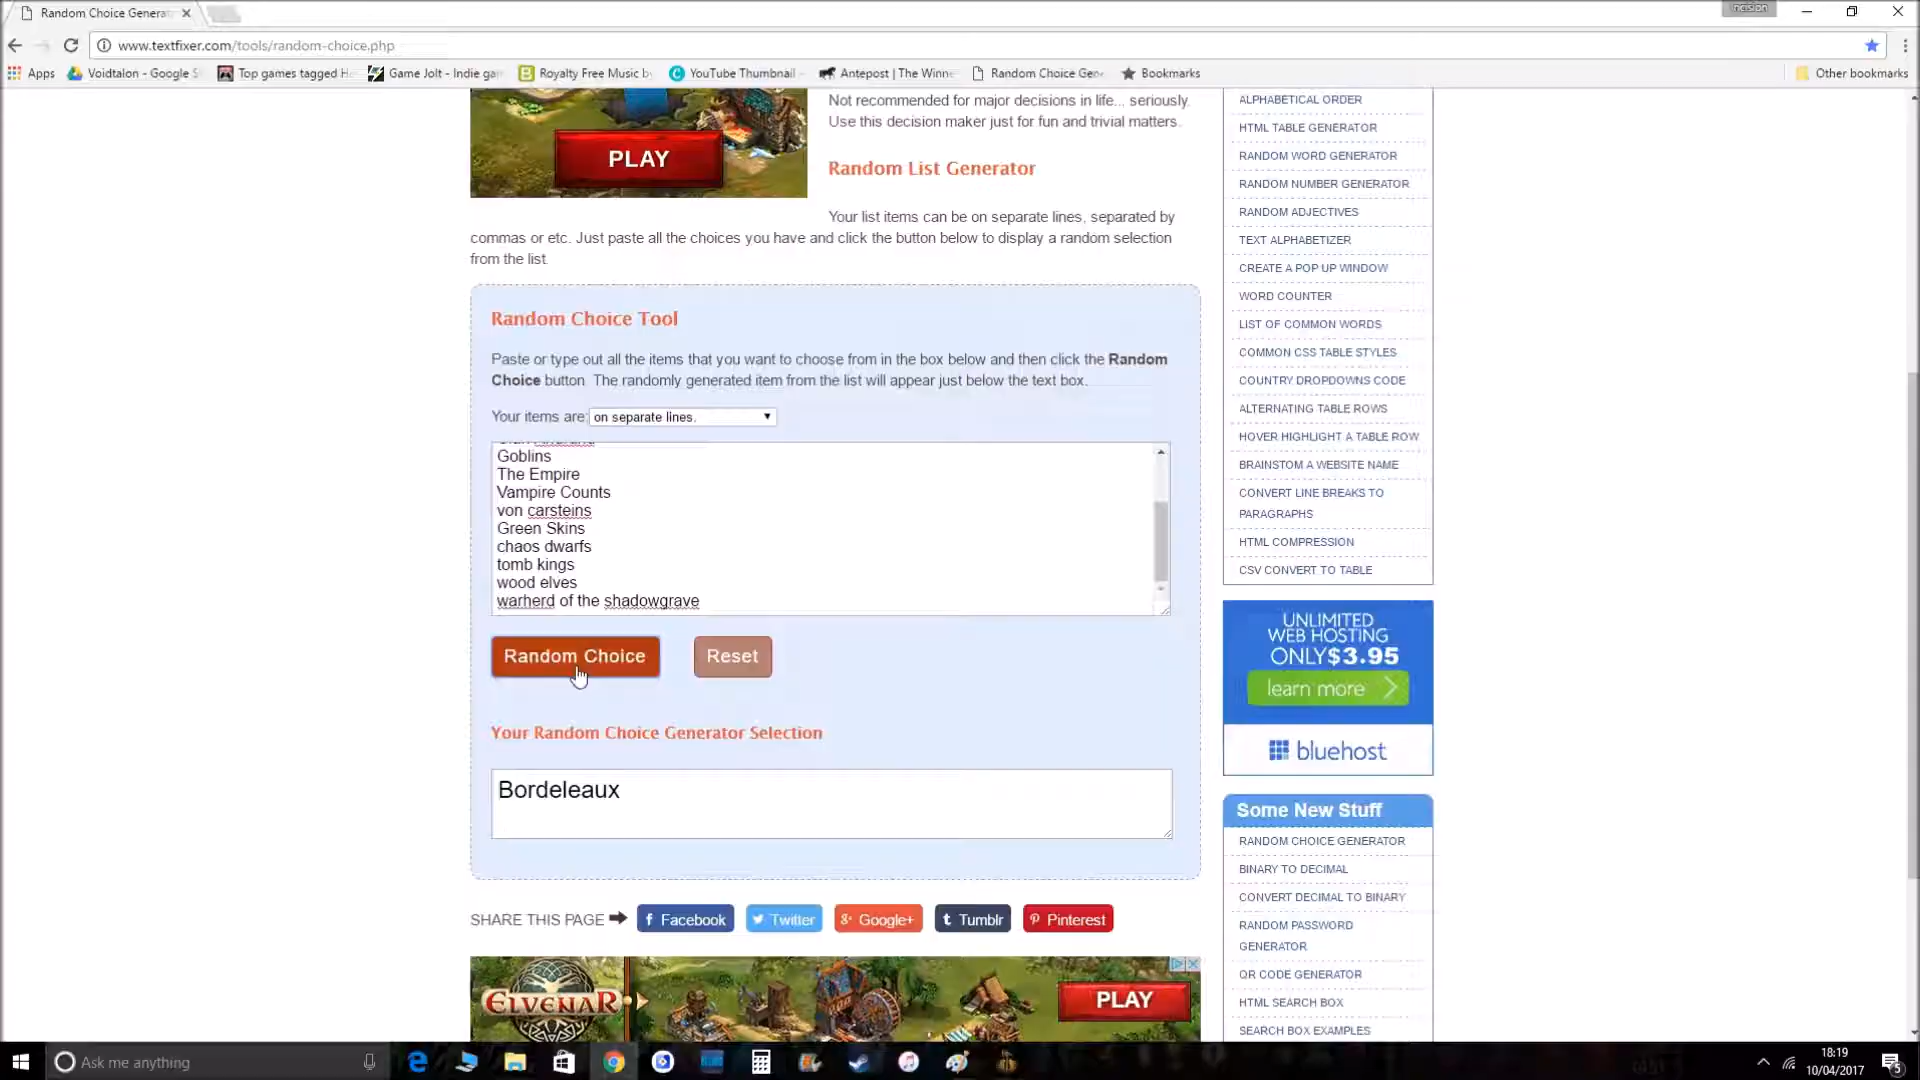 Random Choice Generat
incision
www.textfixer.com/tools/random-choice.php
Apps
Voidtalon - Google S
Top games tagged Ho
Game Jolt - Indie gam
Royalty Free Music by
YouTube Thumbnail
Antepost | The Winne
Random Choice Gene
Bookmarks
Other bookmarks
PLAY
Not recommended for major decisions in life... seriously.
Use this decision maker just for fun and trivial matters.
Random List Generator
Your list items can be on separate lines, separated by
commas or etc. Just paste all the choices you have and click the button below to display a random selection
from the list.
Random Choice Tool
Paste or type out all the items that you want to choose from in the box below and then click the Random
Choice button. The randomly generated item from the list will appear just below the text box.
Your items are: on separate lines.
Goblins
The Empire
Vampire Counts
von carsteins
Green Skins
chaos dwarfs
tomb kings
wood elves
warherd of the shadowgrave
Random Choice
Reset
Your Random Choice Generator Selection
Bordeleaux
SHARE THIS PAGE
Facebook
Twitter
Google+
Tumblr
Pinterest
ELVENAR
PLAY
ALPHABETICAL ORDER
HTML TABLE GENERATOR
RANDOM WORD GENERATOR
RANDOM NUMBER GENERATOR
RANDOM ADJECTIVES
TEXT ALPHABETIZER
CREATE A POP UP WINDOW
WORD COUNTER
LIST OF COMMON WORDS
COMMON CSS TABLE STYLES
COUNTRY DROPDOWNS CODE
ALTERNATING TABLE ROWS
HOVER HIGHLIGHT A TABLE ROW
BRAINSTOM A WEBSITE NAME
CONVERT LINE BREAKS TO
PARAGRAPHS
HTML COMPRESSION
CSV CONVERT TO TABLE
UNLIMITED
WEB HOSTING
ONLY $3.95
learn more
bluehost
Some New Stuff
RANDOM CHOICE GENERATOR
BINARY TO DECIMAL
CONVERT DECIMAL TO BINARY
RANDOM PASSWORD
GENERATOR
QR CODE GENERATOR
HTML SEARCH BOX
SEARCH BOX EXAMPLES
Ask me anything
18:19
10/04/2017
5